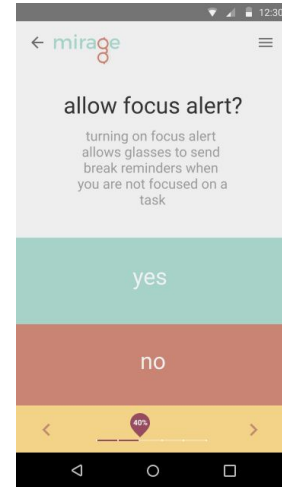 12:30
mirage
allow focus alert?
turning on focus alert
allows glasses to send
break reminders when
you are not focused on a
task
yes
no
40%